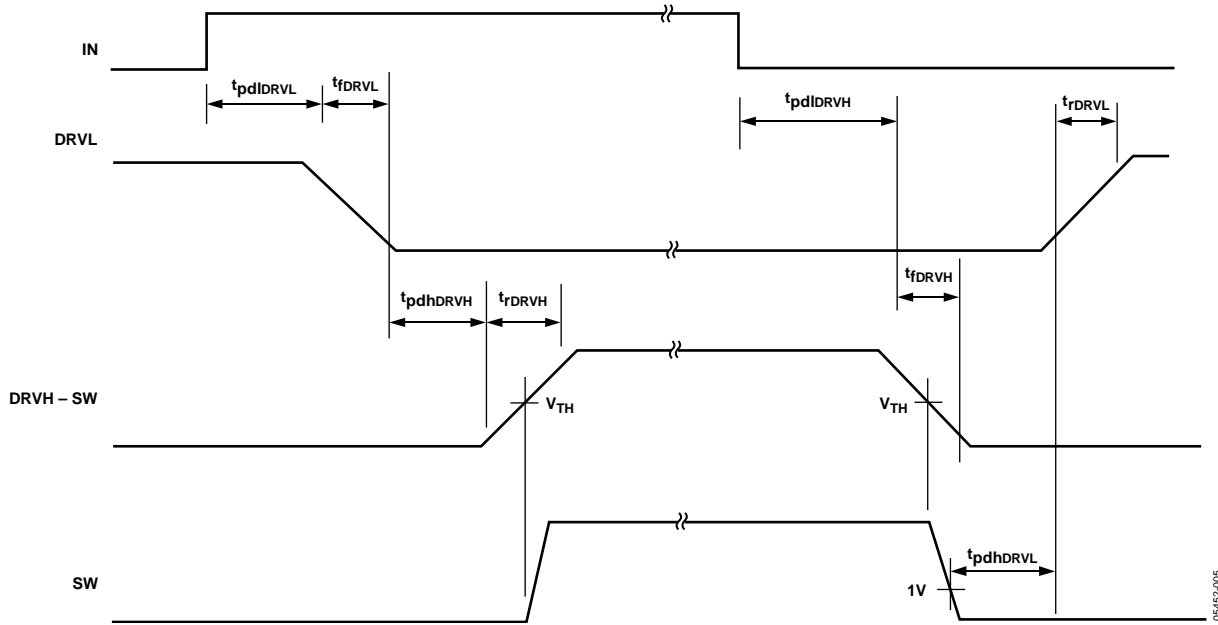 IN
tpdlDRVL
tfDRVL
tpdlDRVH
trDRVL
DRVL
tfDRVH
tpdhDRVH
trDRVH
DRVH – SW
VTH
VTH
tpdhDRVL
SW
1V
05452-005